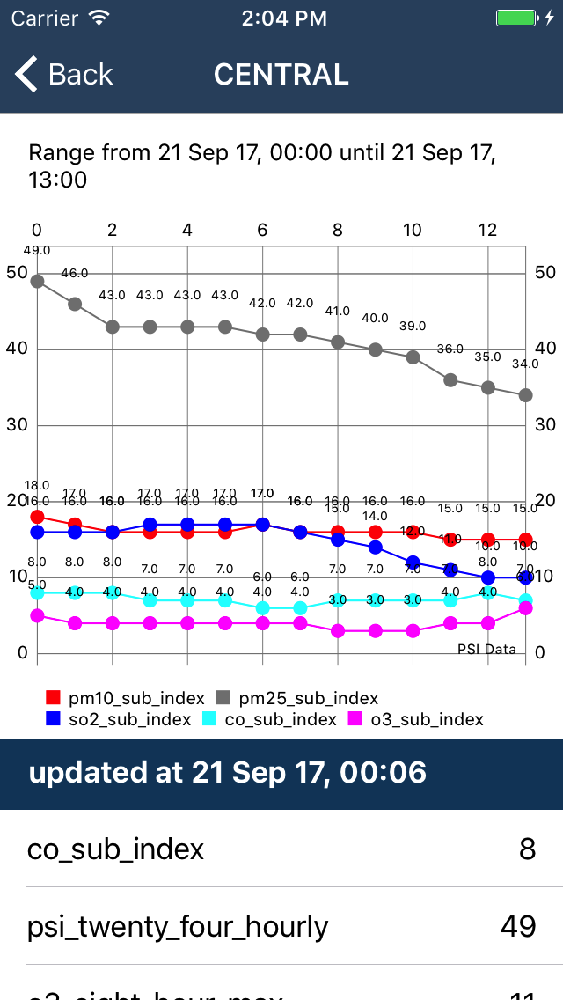 Carrier 2:04 PM
Back CENTRAL
Range from 21 Sep 17, 00:00 until 21 Sep 17,
13:00
0 2 4 6 8 10 12
49.0 46.0 43.0 43.0 43.0 43.0 42.0 42.0 41.0 40.0 39.0 36.0 35.0 34.0
50 50
40 40
30 30
18.0 17.0 16.0 17.0 17.0 17.0 17.0 16.0 16.0 16.0 16.0 15.0 15.0 15.0
16.0 16.0 16.0 16.0 16.0 16.0 17.0 16.0 15.0 14.0 12.0 11.0 10.0 10.0
20 20
8.0 8.0 8.0 7.0 7.0 7.0 6.0 6.0 7.0 7.0 7.0 7.0 8.0 7.0
10 10
5.0 4.0 4.0 4.0 4.0 4.0 4.0 4.0 3.0 3.0 3.0 4.0 4.0 6.0
0 0
PSI Data
pm10_sub_index pm25_sub_index
so2_sub_index co_sub_index o3_sub_index
updated at 21 Sep 17, 00:06
co_sub_index 8
psi_twenty_four_hourly 49